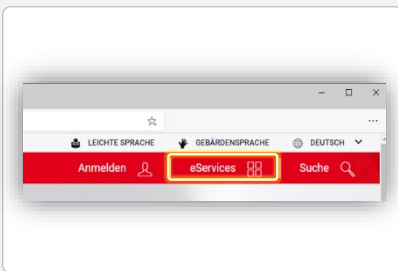 LEICHTE SPRACHE GEBÄRDENSPRACHE DEUTSCH
Anmelden eServices Suche